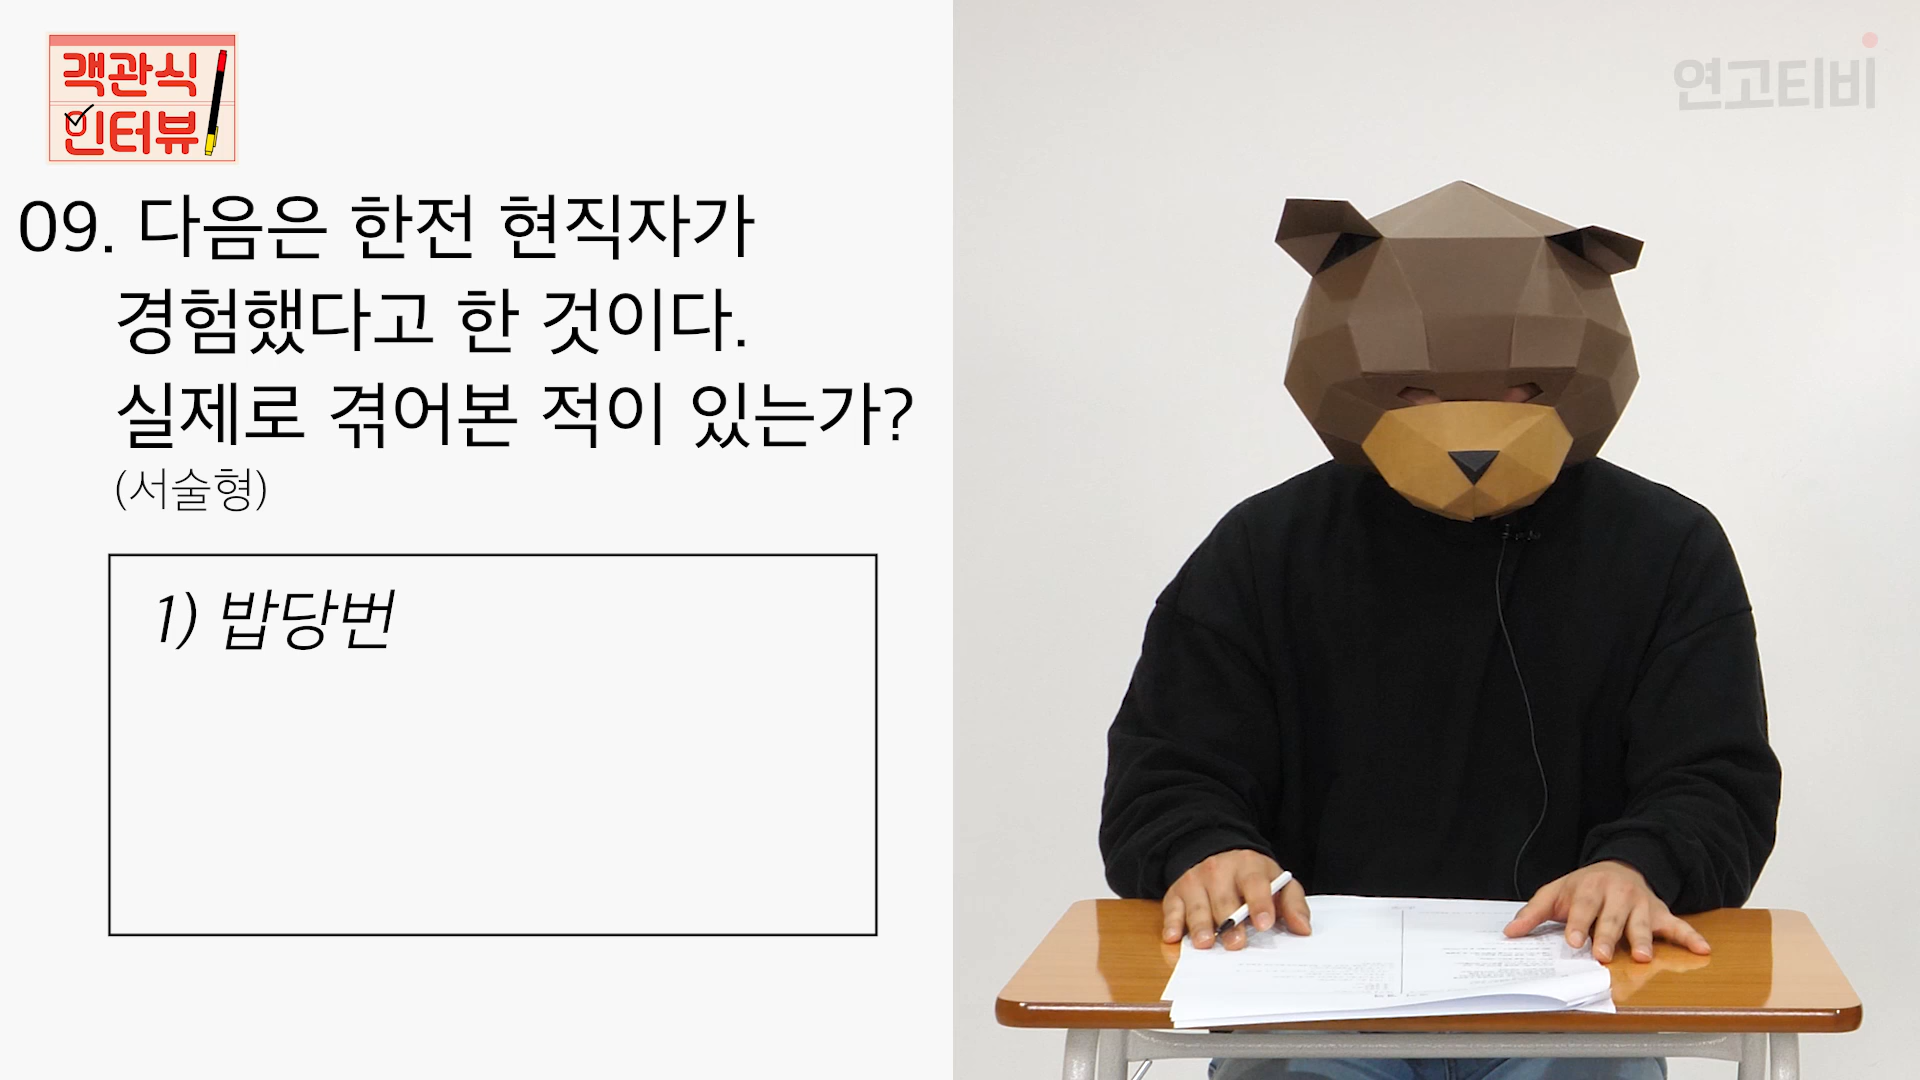 객관식
인터뷰
연고티비
09. 다음은 한전 현직자가
경험했다고 한 것이다.
실제로 겪어본 적이 있는가?
(서술형)
1) 밥당번